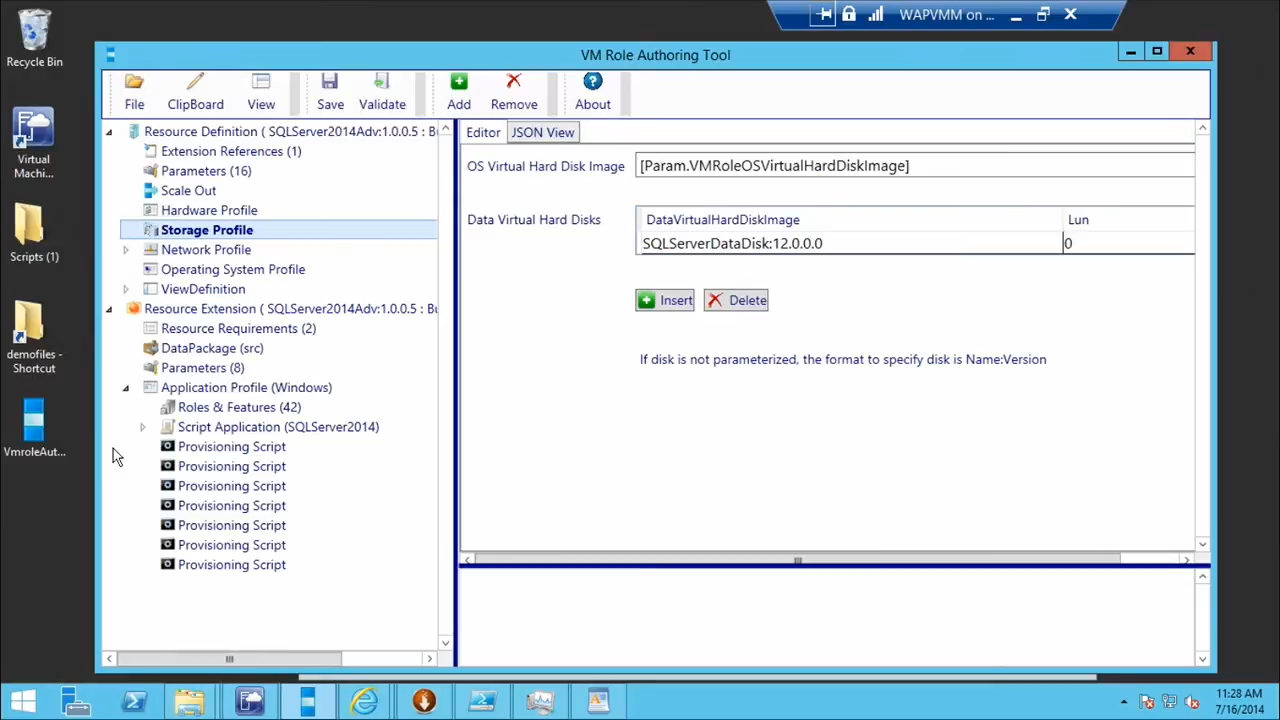 WAPVMM on ...
Recycle Bin
Virtual
Machi...
Scripts (1)
demofiles -
Shortcut
VmroleAut...
VM Role Authoring Tool
File
ClipBoard
View
Save
Validate
Add
Remove
About
Resource Definition ( SQLServer2014Adv:1.0.0.5 : Bu
Extension References (1)
Parameters (16)
Scale Out
Hardware Profile
Storage Profile
Network Profile
Operating System Profile
ViewDefinition
Resource Extension ( SQLServer2014Adv:1.0.0.5 : Bu
Resource Requirements (2)
DataPackage (src)
Parameters (8)
Application Profile (Windows)
Roles & Features (42)
Script Application (SQLServer2014)
Provisioning Script
Provisioning Script
Provisioning Script
Provisioning Script
Provisioning Script
Provisioning Script
Provisioning Script
Editor
JSON View
OS Virtual Hard Disk Image
[Param.VMRoleOSVirtualHardDiskImage]
Data Virtual Hard Disks
DataVirtualHardDiskImage
Lun
SQLServerDataDisk:12.0.0.0
0
Insert
Delete
If disk is not parameterized, the format to specify disk is Name:Version
11:28 AM
7/16/2014